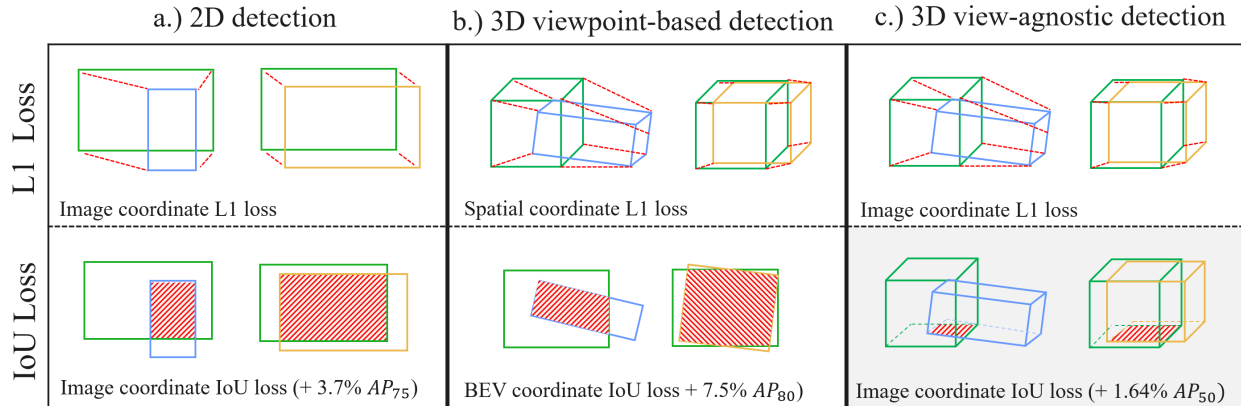 a.) 2D detection
b.) 3D viewpoint-based detection
c.) 3D view-agnostic detection
L1 Loss
Image coordinate L1 loss
Spatial coordinate L1 loss
Image coordinate L1 loss
IoU Loss
Image coordinate IoU loss (+ 3.7% AP₇₅)
BEV coordinate IoU loss + 7.5% AP₈₀)
Image coordinate IoU loss (+ 1.64% AP₅₀)